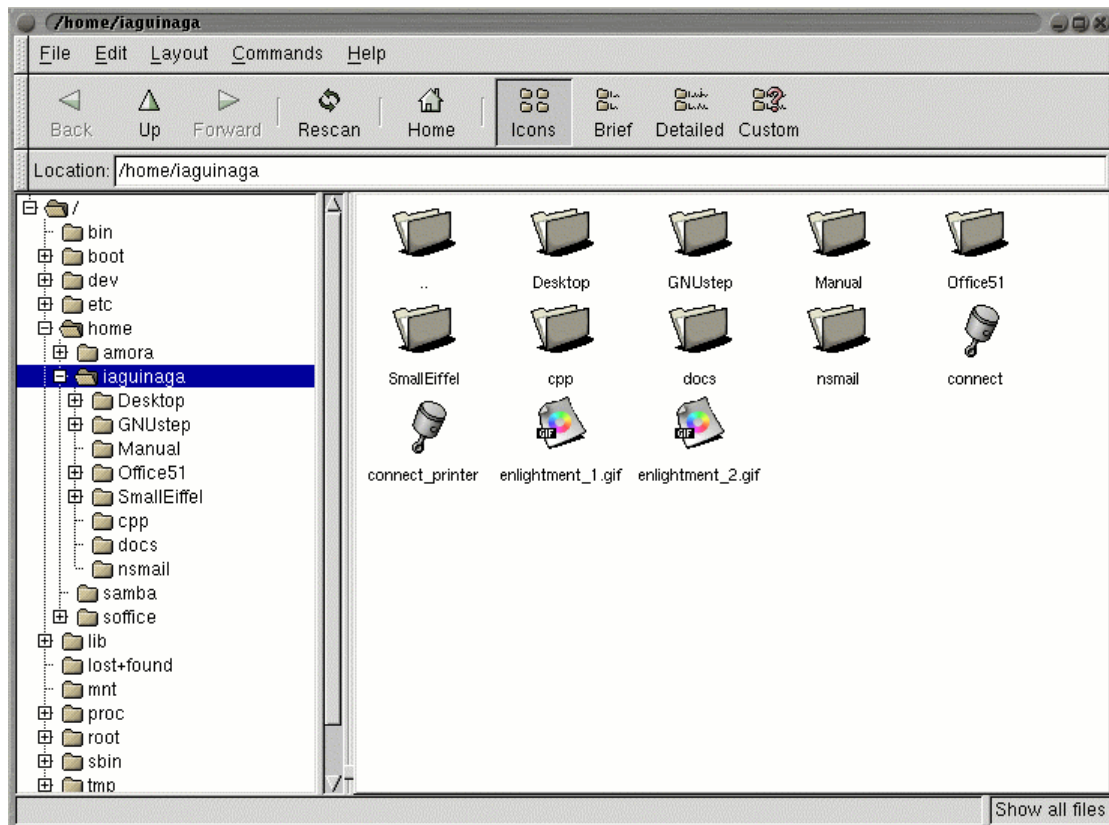 /home/iaguinaga
File Edit Layout Commands Help
Back Up Forward Rescan Home Icons Brief Detailed Custom
Location: /home/iaguinaga
/
bin
boot
dev
etc
home
amora
iaguinaga
Desktop
GNUstep
Manual
Office51
SmallEiffel
cpp
docs
nsmail
samba
soffice
lib
lost+found
mnt
proc
root
sbin
tmp
.. Desktop GNUstep Manual Office51
SmallEiffel cpp docs nsmail connect
GIF GIF
connect_printer enlightment_1.gif enlightment_2.gif
Show all files